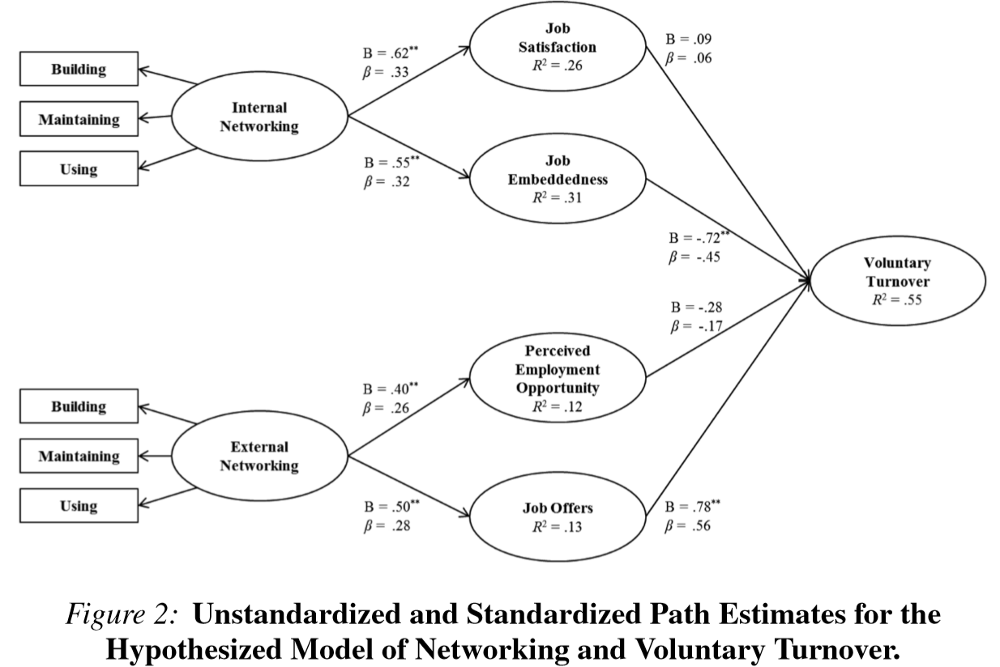 Building
Maintaining
Using
Internal
Networking
B = .62**
β = .33
B = .55**
β = .32
Job
Satisfaction
R² = .26
Job
Embeddedness
R² = .31
B = .09
β = .06
B = -.72**
β = -.45
Voluntary
Turnover
R² = .55
B = -.28
β = -.17
Building
Maintaining
Using
External
Networking
B = .40**
β = .26
B = .50**
β = .28
Perceived
Employment
Opportunity
R² = .12
Job Offers
R² = .13
B = .78**
β = .56
Figure 2: Unstandardized and Standardized Path Estimates for the
Hypothesized Model of Networking and Voluntary Turnover.